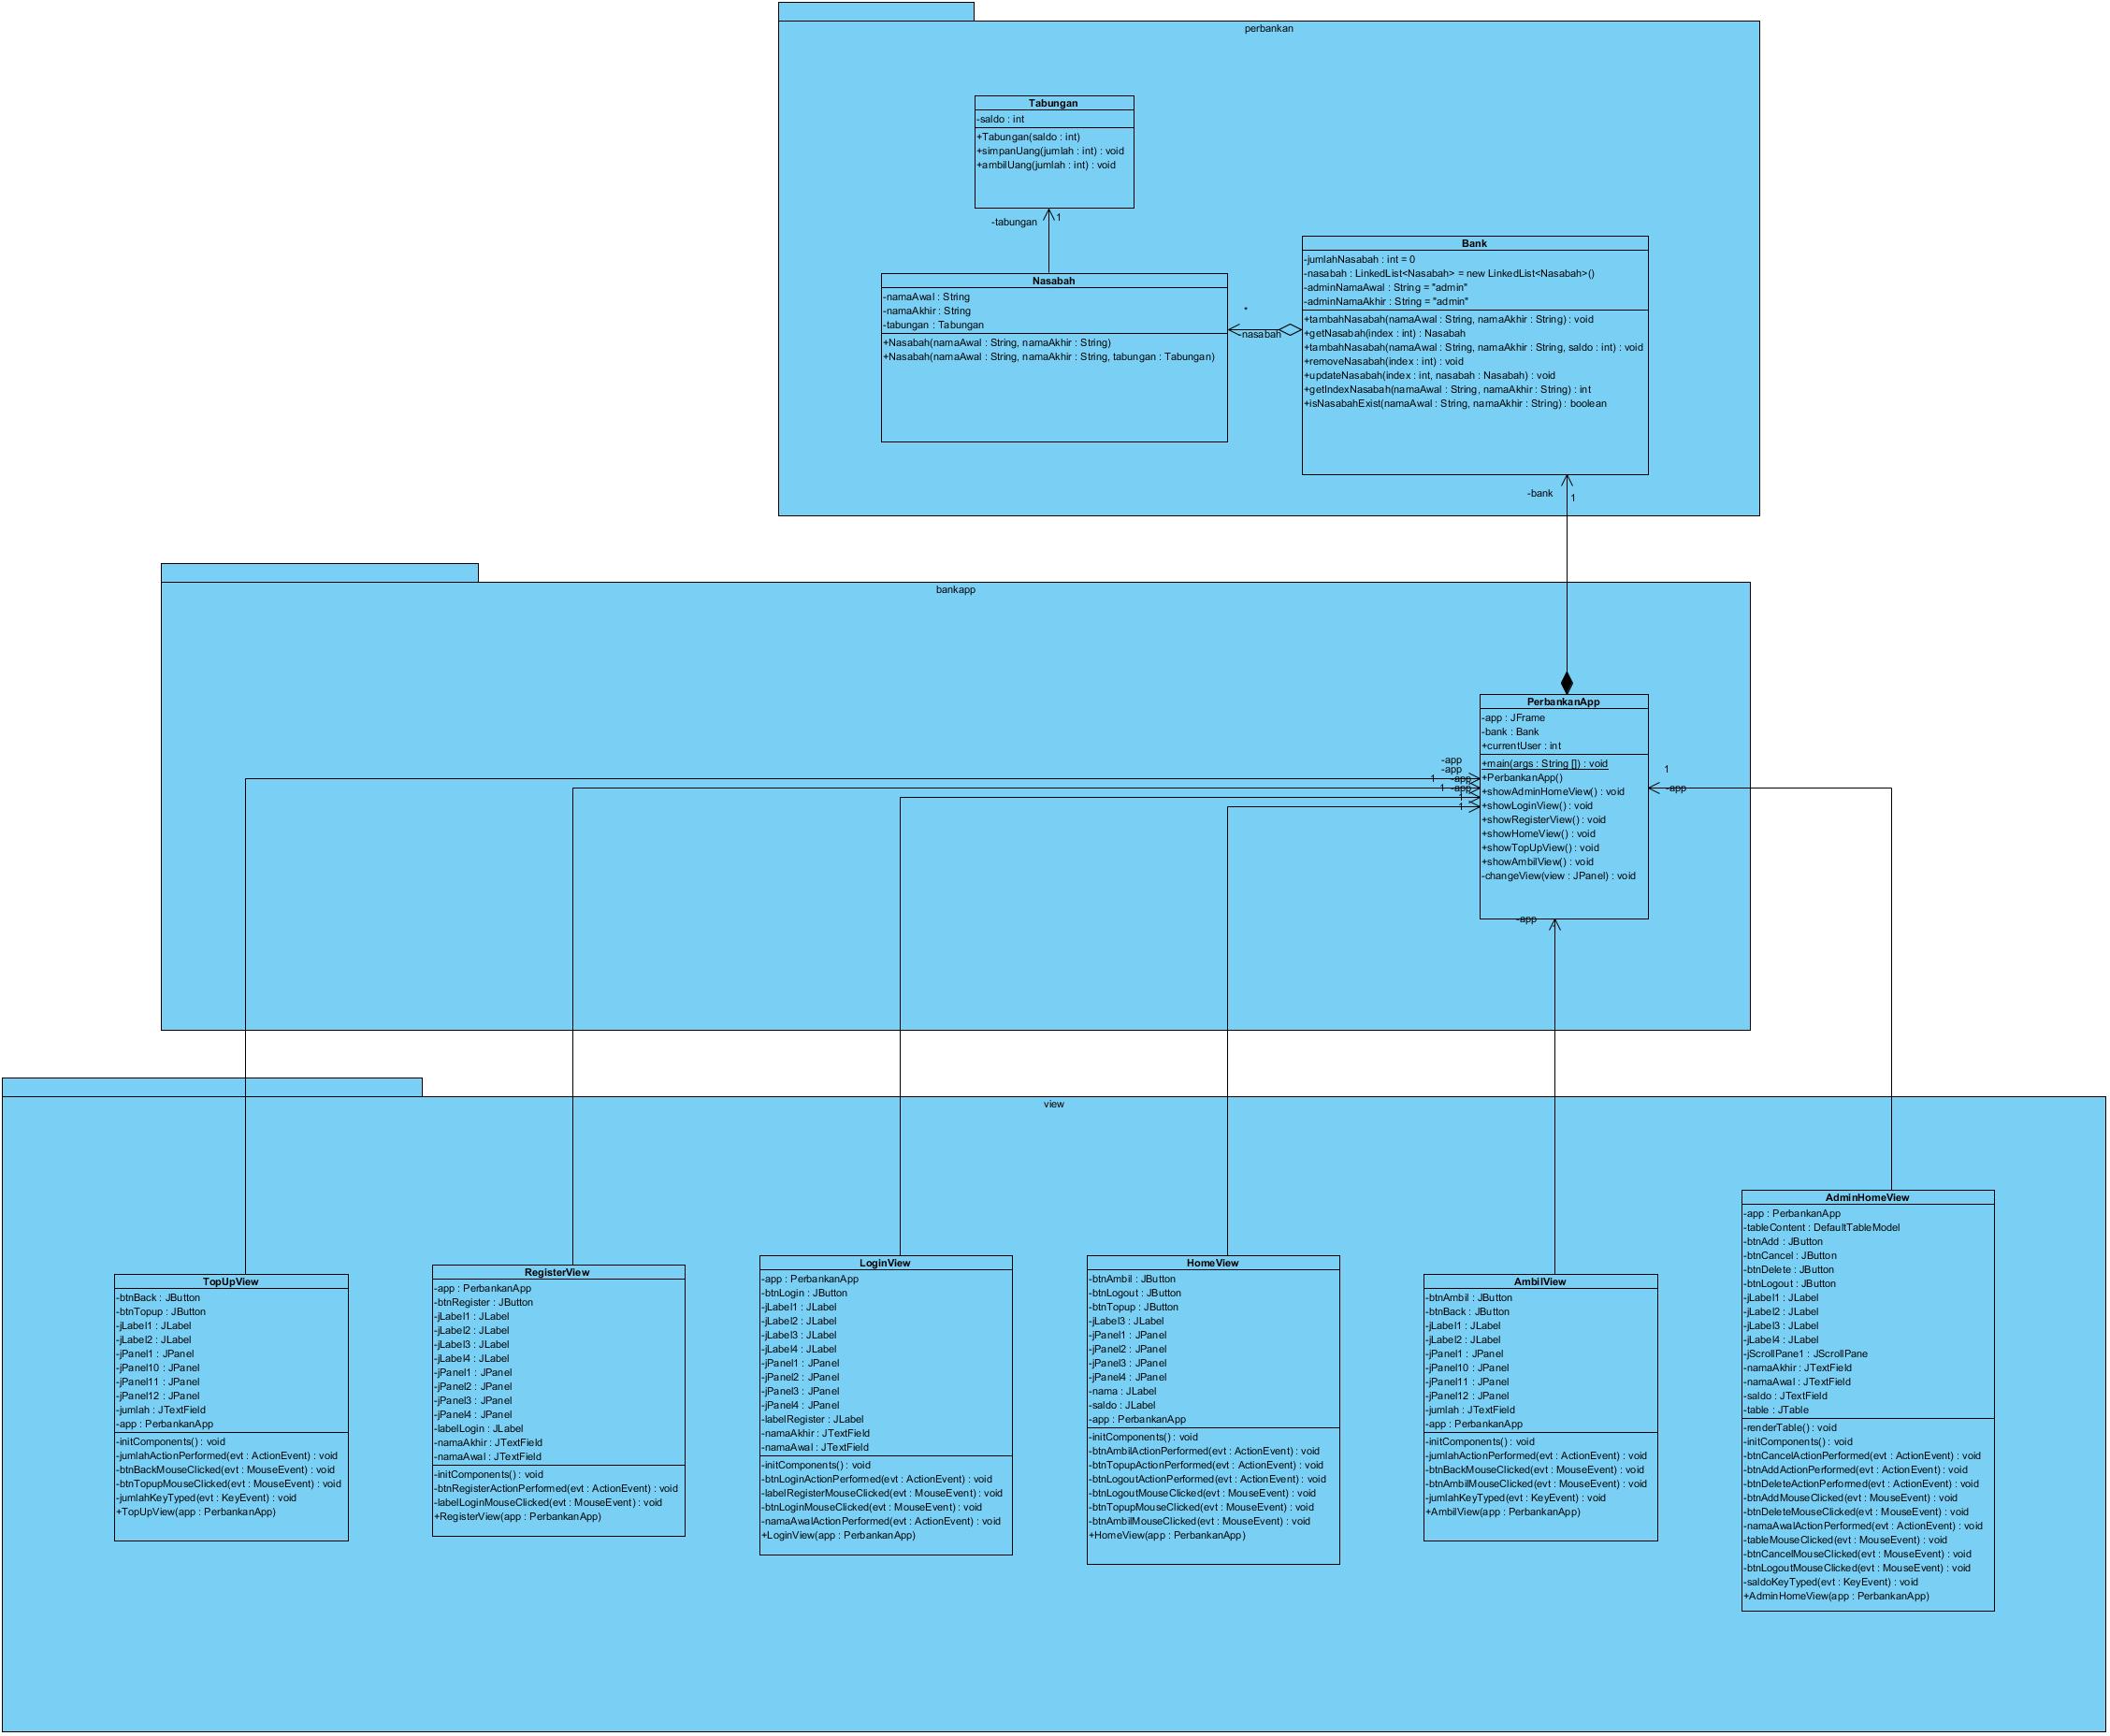 perbankan
Tabungan
-saldo : int
+Tabungan(saldo : int)
+simpanUang(jumlah : int) : void
+ambilUang(jumlah : int) : void
-tabungan
1
Nasabah
-namaAwal : String
-namaAkhir : String
-tabungan : Tabungan
+Nasabah(namaAwal : String, namaAkhir : String)
+Nasabah(namaAwal : String, namaAkhir : String, tabungan : Tabungan)
*
-nasabah
Bank
-jumlahNasabah : int = 0
-nasabah : LinkedList<Nasabah> = new LinkedList<Nasabah>()
-adminNamaAwal : String = "admin"
-adminNamaAkhir : String = "admin"
+tambahNasabah(namaAwal : String, namaAkhir : String) : void
+getNasabah(index : int) : Nasabah
+tambahNasabah(namaAwal : String, namaAkhir : String, saldo : int) : void
+removeNasabah(index : int) : void
+updateNasabah(index : int, nasabah : Nasabah) : void
+getIndexNasabah(namaAwal : String, namaAkhir : String) : int
+isNasabahExist(namaAwal : String, namaAkhir : String) : boolean
-bank
1
bankapp
PerbankanApp
-app : JFrame
-bank : Bank
+currentUser : int
+main(args : String []) : void
+PerbankanApp()
+showAdminHomeView() : void
+showLoginView() : void
+showRegisterView() : void
+showHomeView() : void
+showTopUpView() : void
+showAmbilView() : void
-changeView(view : JPanel) : void
-app
-app
1 -app
1 -app
1
1
1
-app
-app
view
TopUpView
-btnBack : JButton
-btnTopup : JButton
-jLabel1 : JLabel
-jLabel2 : JLabel
-jPanel1 : JPanel
-jPanel10 : JPanel
-jPanel11 : JPanel
-jPanel12 : JPanel
-jumlah : JTextField
-app : PerbankanApp
-initComponents() : void
-jumlahActionPerformed(evt : ActionEvent) : void
-btnBackMouseClicked(evt : MouseEvent) : void
-btnTopupMouseClicked(evt : MouseEvent) : void
-jumlahKeyTyped(evt : KeyEvent) : void
+TopUpView(app : PerbankanApp)
RegisterView
-app : PerbankanApp
-btnRegister : JButton
-jLabel1 : JLabel
-jLabel2 : JLabel
-jLabel3 : JLabel
-jLabel4 : JLabel
-jPanel1 : JPanel
-jPanel2 : JPanel
-jPanel3 : JPanel
-jPanel4 : JPanel
-labelLogin : JLabel
-namaAkhir : JTextField
-namaAwal : JTextField
-initComponents() : void
-btnRegisterActionPerformed(evt : ActionEvent) : void
-labelLoginMouseClicked(evt : MouseEvent) : void
+RegisterView(app : PerbankanApp)
LoginView
-app : PerbankanApp
-btnLogin : JButton
-jLabel1 : JLabel
-jLabel2 : JLabel
-jLabel3 : JLabel
-jLabel4 : JLabel
-jPanel1 : JPanel
-jPanel2 : JPanel
-jPanel3 : JPanel
-jPanel4 : JPanel
-labelRegister : JLabel
-namaAkhir : JTextField
-namaAwal : JTextField
-initComponents() : void
-btnLoginActionPerformed(evt : ActionEvent) : void
-labelRegisterMouseClicked(evt : MouseEvent) : void
-btnLoginMouseClicked(evt : MouseEvent) : void
-namaAwalActionPerformed(evt : ActionEvent) : void
+LoginView(app : PerbankanApp)
HomeView
-btnAmbil : JButton
-btnLogout : JButton
-btnTopup : JButton
-jLabel3 : JLabel
-jPanel1 : JPanel
-jPanel2 : JPanel
-jPanel3 : JPanel
-jPanel4 : JPanel
-nama : JLabel
-saldo : JLabel
-app : PerbankanApp
-initComponents() : void
-btnAmbilActionPerformed(evt : ActionEvent) : void
-btnTopupActionPerformed(evt : ActionEvent) : void
-btnLogoutActionPerformed(evt : ActionEvent) : void
-btnLogoutMouseClicked(evt : MouseEvent) : void
-btnTopupMouseClicked(evt : MouseEvent) : void
-btnAmbilMouseClicked(evt : MouseEvent) : void
+HomeView(app : PerbankanApp)
AmbilView
-btnAmbil : JButton
-btnBack : JButton
-jLabel1 : JLabel
-jLabel2 : JLabel
-jPanel1 : JPanel
-jPanel10 : JPanel
-jPanel11 : JPanel
-jPanel12 : JPanel
-jumlah : JTextField
-app : PerbankanApp
-initComponents() : void
-jumlahActionPerformed(evt : ActionEvent) : void
-btnBackMouseClicked(evt : MouseEvent) : void
-btnAmbilMouseClicked(evt : MouseEvent) : void
-jumlahKeyTyped(evt : KeyEvent) : void
+AmbilView(app : PerbankanApp)
AdminHomeView
-app : PerbankanApp
-tableContent : DefaultTableModel
-btnAdd : JButton
-btnCancel : JButton
-btnDelete : JButton
-btnLogout : JButton
-jLabel1 : JLabel
-jLabel2 : JLabel
-jLabel3 : JLabel
-jLabel4 : JLabel
-jScrollPane1 : JScrollPane
-namaAkhir : JTextField
-namaAwal : JTextField
-saldo : JTextField
-table : JTable
-renderTable() : void
-initComponents() : void
-btnCancelActionPerformed(evt : ActionEvent) : void
-btnAddActionPerformed(evt : ActionEvent) : void
-btnDeleteActionPerformed(evt : ActionEvent) : void
-btnAddMouseClicked(evt : MouseEvent) : void
-btnDeleteMouseClicked(evt : MouseEvent) : void
-namaAwalActionPerformed(evt : ActionEvent) : void
-tableMouseClicked(evt : MouseEvent) : void
-btnCancelMouseClicked(evt : MouseEvent) : void
-btnLogoutMouseClicked(evt : MouseEvent) : void
-saldoKeyTyped(evt : KeyEvent) : void
+AdminHomeView(app : PerbankanApp)